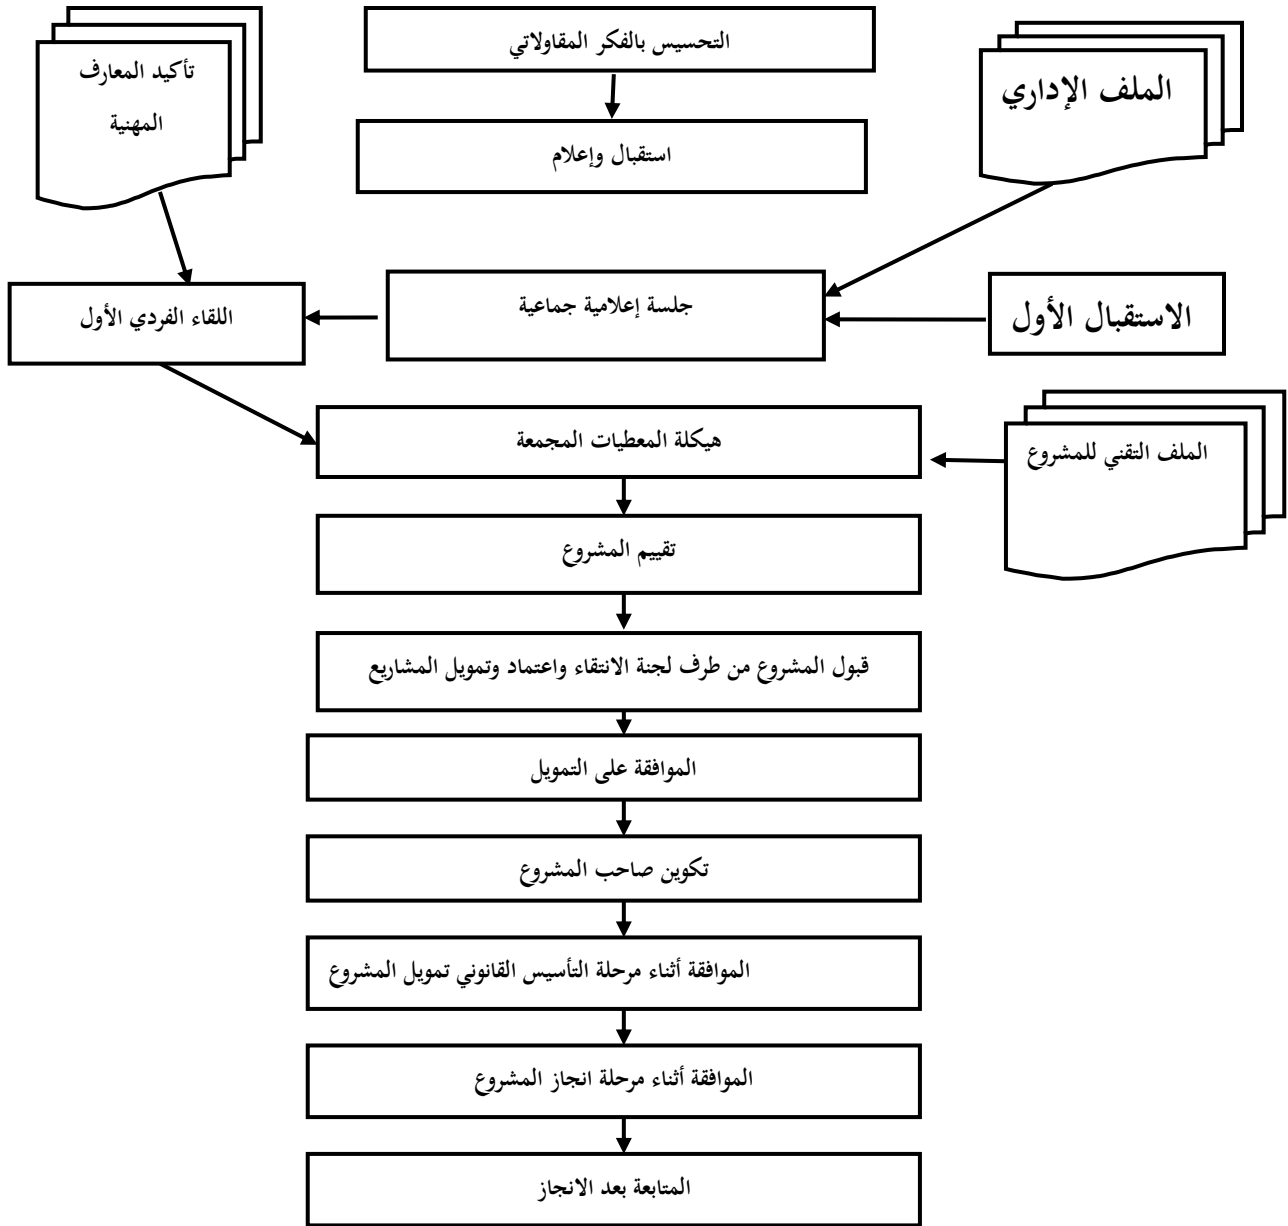 التحسيس بالفكر المقاولاتي
الملف الإداري
تأكيد المعارف
المهنية
استقبال وإعلام
الاستقبال الأول
جلسة إعلامية جماعية
اللقاء الفردي الأول
هيكلة المعطيات المجمعة
الملف التقني للمشروع
تقييم المشروع
قبول المشروع من طرف لجنة الانتقاء واعتماد وتمويل المشاريع
الموافقة على التمويل
تكوين صاحب المشروع
الموافقة أثناء مرحلة التأسيس القانوني تمويل المشروع
الموافقة أثناء مرحلة انجاز المشروع
المتابعة بعد الانجاز